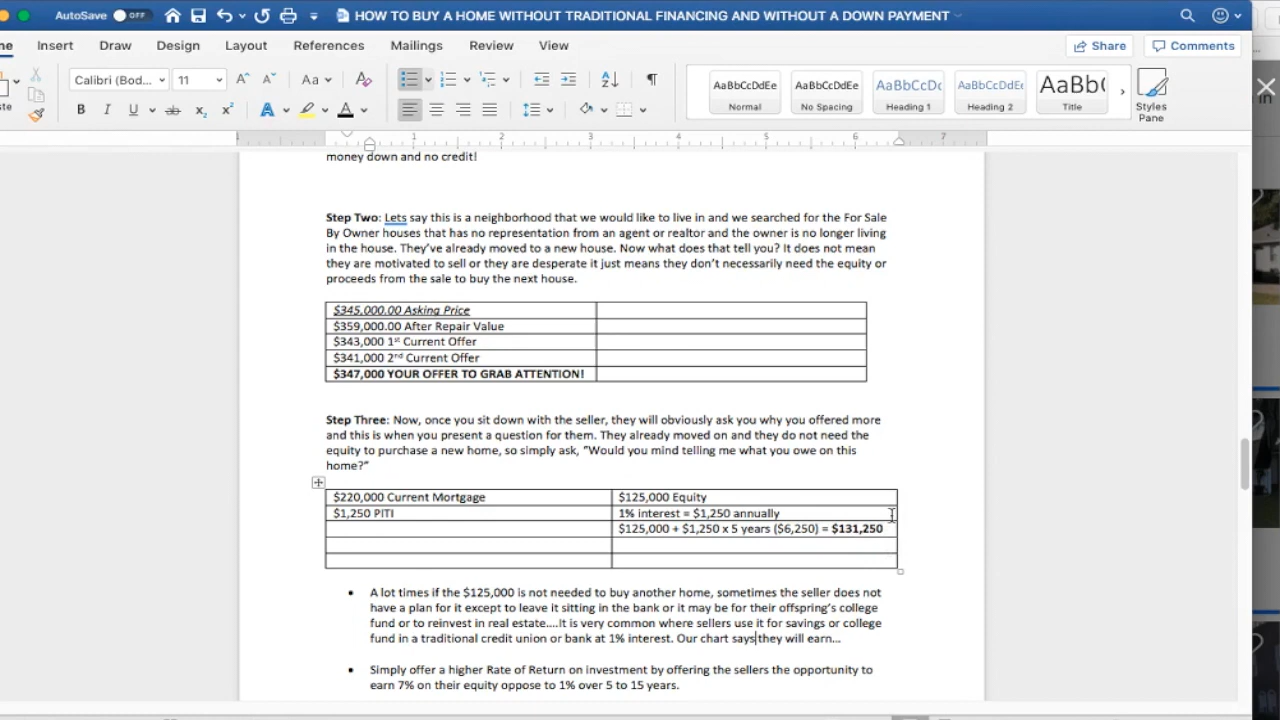 AutoSave OFF
HOW TO BUY A HOME WITHOUT TRADITIONAL FINANCING AND WITHOUT A DOWN PAYMENT
Insert Draw Design Layout References Mailings Review View Share Comments
Calibri (Bod... 11
AaBbCcDdEe AaBbCcDdEe AaBbCcDc AaBbCcDdEe AaBb(
Normal No Spacing Heading 1 Heading 2 Title Styles Pane
1 1 2 3 4 5 6 7
money down and no credit!
Step Two: Lets say this is a neighborhood that we would like to live in and we searched for the For Sale
By Owner houses that has no representation from an agent or realtor and the owner is no longer living
in the house. They've already moved to a new house. Now what does that tell you? It does not mean
they are motivated to sell or they are desperate it just means they don't necessarily need the equity or
proceeds from the sale to buy the next house.
$345,000.00 Asking Price
$359,000.00 After Repair Value
$343,000 1st Current Offer
$341,000 2nd Current Offer
$347,000 YOUR OFFER TO GRAB ATTENTION!
Step Three: Now, once you sit down with the seller, they will obviously ask you why you offered more
and this is when you present a question for them. They already moved on and they do not need the
equity to purchase a new home, so simply ask, "Would you mind telling me what you owe on this
home?"
$220,000 Current Mortgage $125,000 Equity
$1,250 PITI 1% interest = $1,250 annually
$125,000 + $1,250 x 5 years ($6,250) = $131,250
• A lot times if the $125,000 is not needed to buy another home, sometimes the seller does not
have a plan for it except to leave it sitting in the bank or it may be for their offspring's college
fund or to reinvest in real estate....It is very common where sellers use it for savings or college
fund in a traditional credit union or bank at 1% interest. Our chart says they will earn...
• Simply offer a higher Rate of Return on investment by offering the sellers the opportunity to
earn 7% on their equity oppose to 1% over 5 to 15 years.